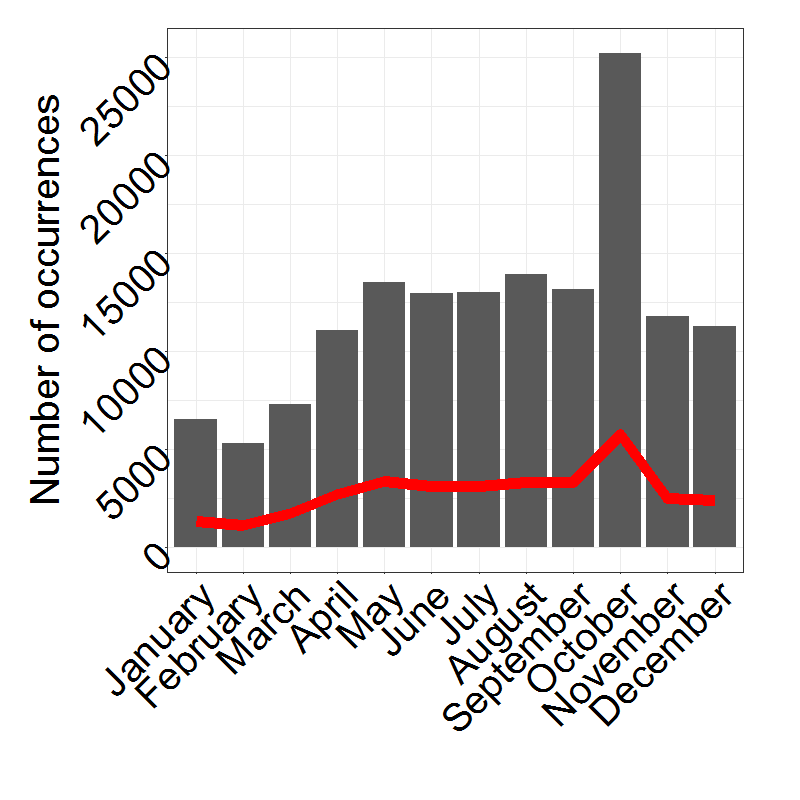 Number of occurrences
25000
20000
15000
10000
5000
0
January
February
March
April
May
June
July
August
September
October
November
December